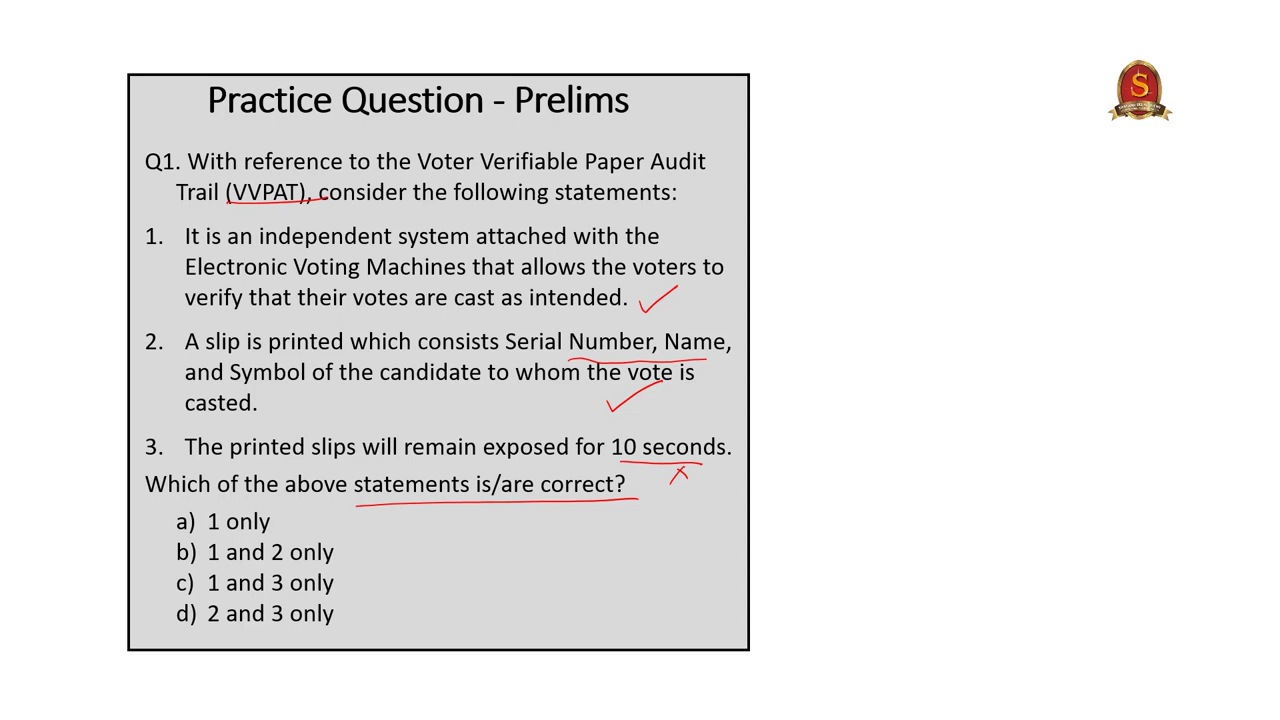 Practice Question - Prelims
S
Q1. With reference to the Voter Verifiable Paper Audit
Trail (VVPAT), consider the following statements:
1. It is an independent system attached with the
Electronic Voting Machines that allows the voters to
verify that their votes are cast as intended.
2. A slip is printed which consists Serial Number, Name,
and Symbol of the candidate to whom the vote is
casted.
3. The printed slips will remain exposed for 10 seconds.
Which of the above statements is/are correct?
a) 1 only
b) 1 and 2 only
c) 1 and 3 only
d) 2 and 3 only